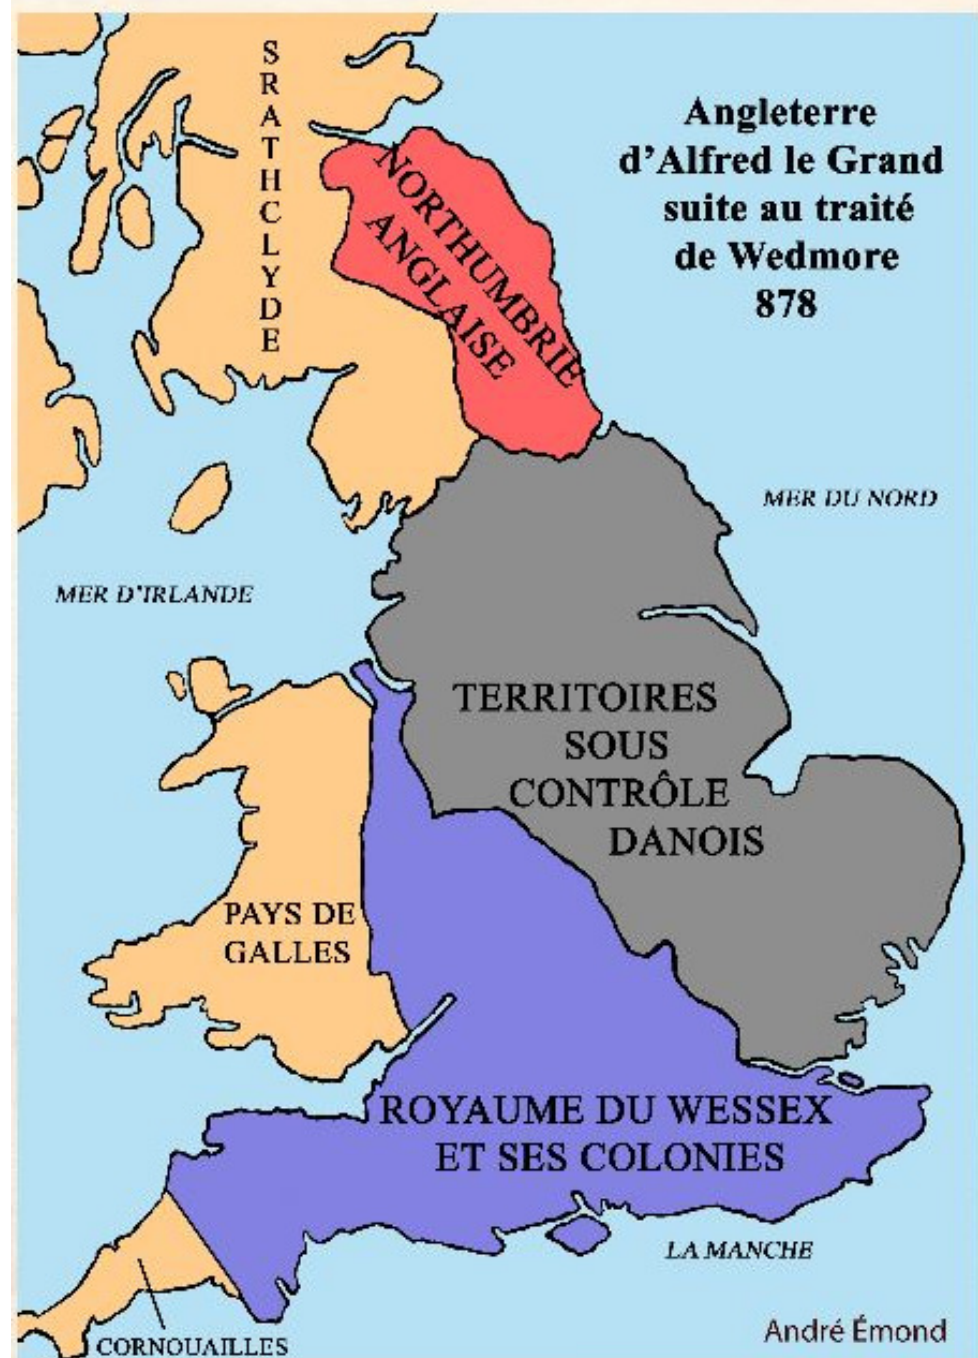 SRATHCLYDE
NORTHUMBRIE
ANGLAISE
Angleterre
d'Alfred le Grand
suite au traité
de Wedmore
878
MER DU NORD
MER D'IRLANDE
TERRITOIRES
SOUS
CONTRÔLE
DANOIS
PAYS DE
GALLES
ROYAUME DU WESSEX
ET SES COLONIES
LA MANCHE
CORNOUAILLES
André Émond